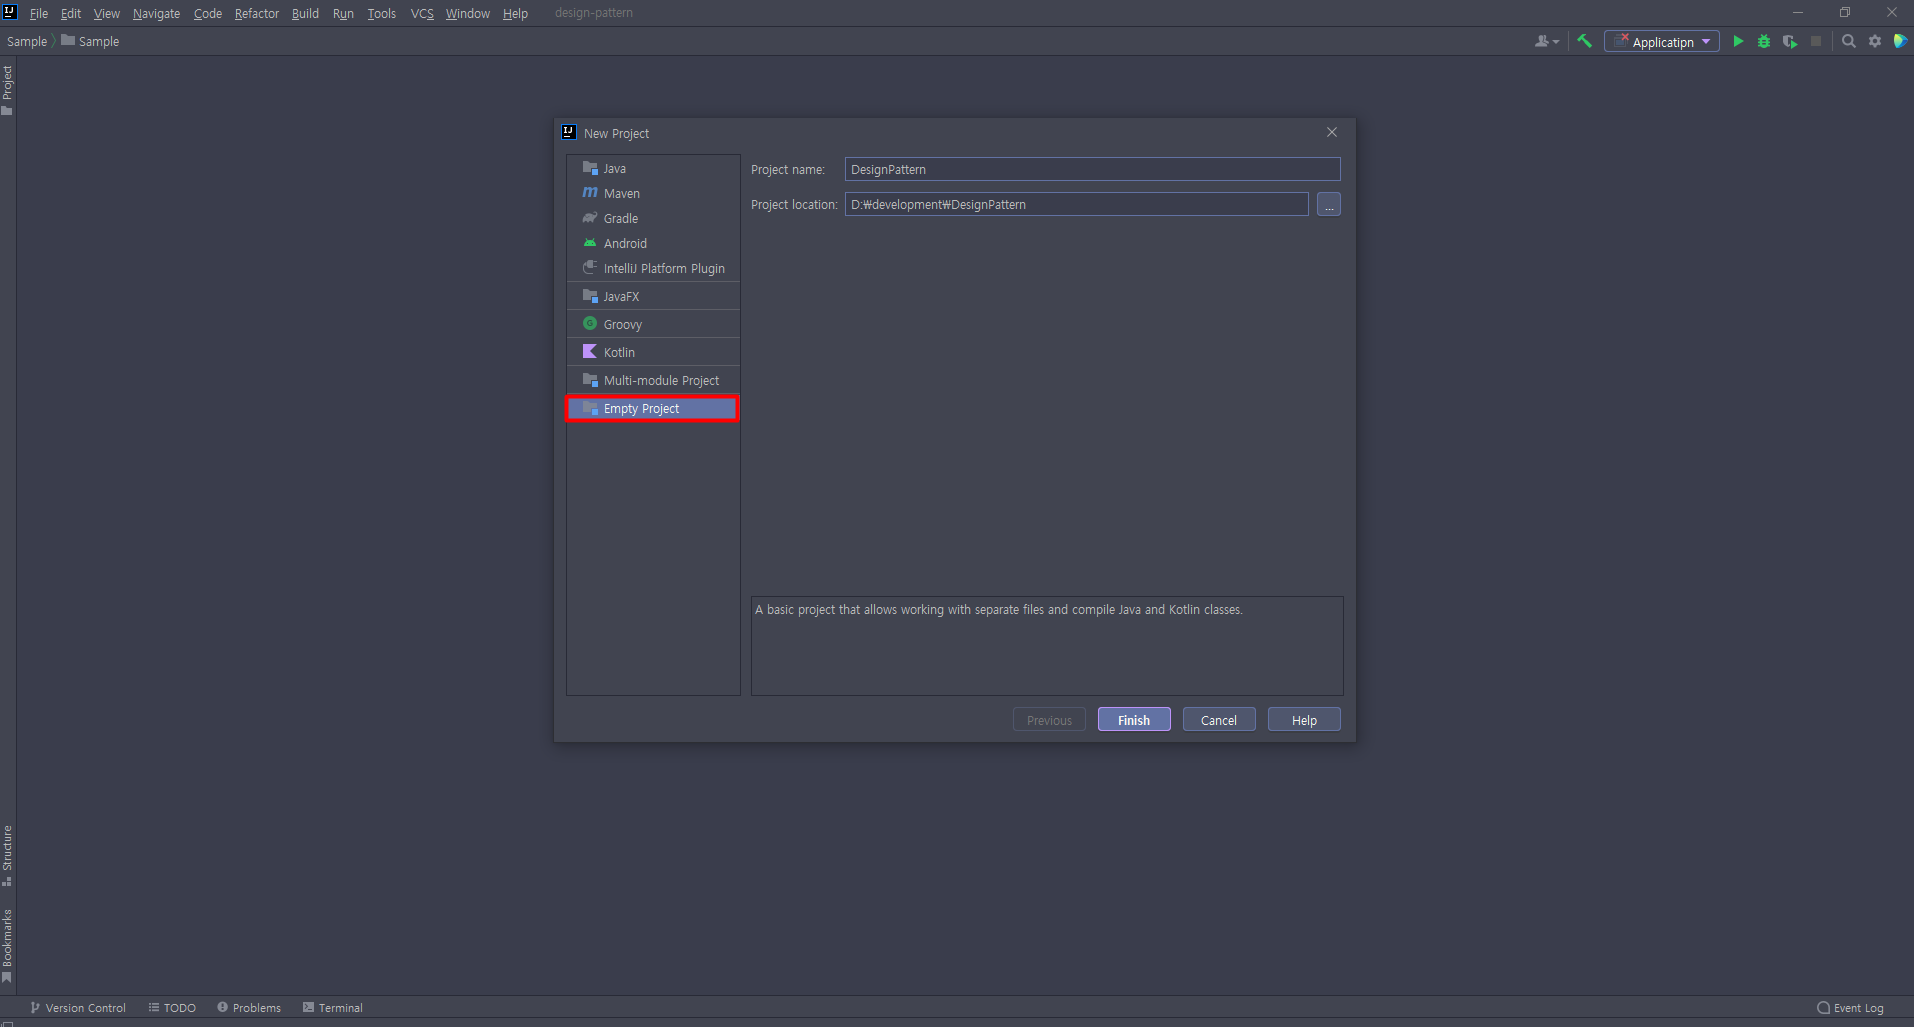 File Edit View Navigate Code Refactor Build Run Tools VCS Window Help design-pattern
Sample Sample Applicatipn
Project
New Project
Java
Maven
Gradle
Android
IntelliJ Platform Plugin
JavaFX
Groovy
Kotlin
Multi-module Project
Empty Project
Project name: DesignPattern
Project location: D:₩development₩DesignPattern ...
A basic project that allows working with separate files and compile Java and Kotlin classes.
Previous Finish Cancel Help
Structure
Bookmarks
Version Control TODO Problems Terminal Event Log